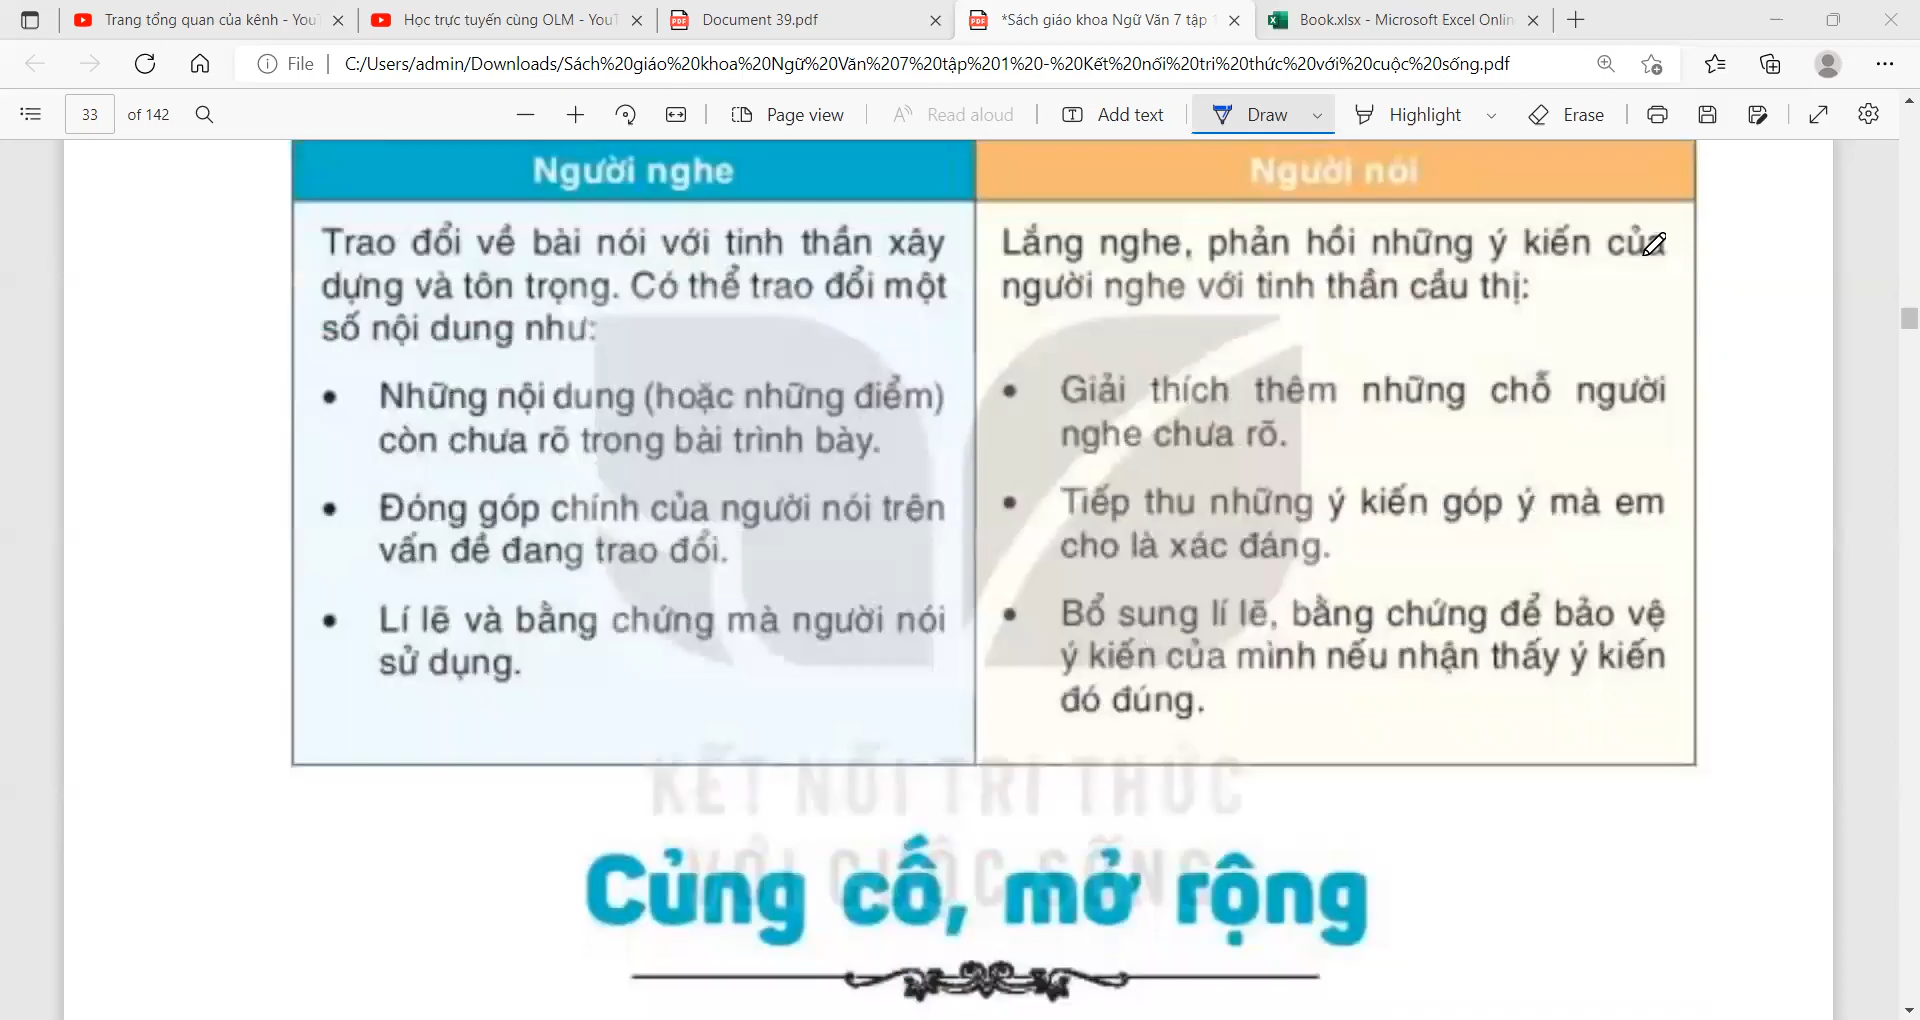 Trang tổng quan của kênh - You
Học trực tuyến cùng OLM - YouT
Document 39.pdf
*Sách giáo khoa Ngữ Văn 7 tập 1
Book.xlsx - Microsoft Excel Onlin
File
C:/Users/admin/Downloads/Sách%20giáo%20khoa%20Ngữ%20Văn%207%20tập%201%20-%20Kết%20nối%20tri%20thức%20với%20cuộc%20sống.pdf
33 of 142
Page view
Read aloud
Add text
Draw
Highlight
Erase
Người nghe
Trao đổi về bài nói với tinh thần xây
dựng và tôn trọng. Có thể trao đổi một
số nội dung như:
• Những nội dung (hoặc những điểm)
còn chưa rõ trong bài trình bày.
• Đóng góp chính của người nói trên
vấn đề đang trao đổi.
• Lí lẽ và bằng chứng mà người nói
sử dụng.
Người nói
Lắng nghe, phản hồi những ý kiến của
người nghe với tinh thần cầu thị:
• Giải thích thêm những chỗ người
nghe chưa rõ.
• Tiếp thu những ý kiến góp ý mà em
cho là xác đáng.
• Bổ sung lí lẽ, bằng chứng để bảo vệ
ý kiến của mình nếu nhận thấy ý kiến
đó đúng.
KẾT NỐI TRI THỨC
VỚI CUỘC SỐNG
Củng cố, mở rộng